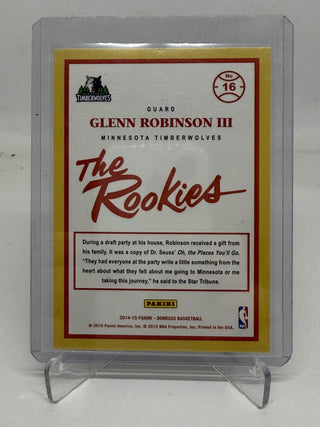 TIMBERWOLVES
No
16
GUARD
GLENN ROBINSON III
MINNESOTA TIMBERWOLVES
The
Rookies
During a draft party at his house, Robinson received a gift from
his family. It was a copy of Dr. Seuss' Oh, the Places You'll Go.
"They had everyone at the party write a little something from the
heart about what they felt about me going to Minnesota or me
taking this journey," he said to the Star Tribune.
PANINI
2014-15 PANINI - DONRUSS BASKETBALL
© 2015 Panini America, Inc. © 2015 NBA Properties, Inc. Printed in the USA.
NBA